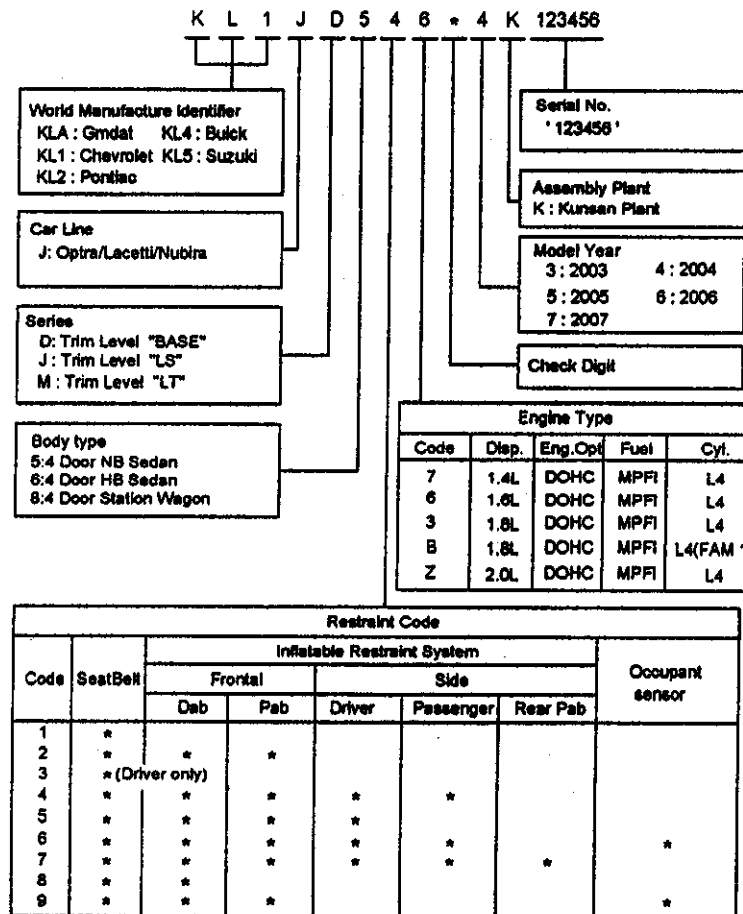 K L 1 J D 5 4 6 * 4 K 123456
World Manufacture Identifier
KLA : Gmdat KL4 : Buick
KL1 : Chevrolet KL5 : Suzuki
KL2 : Pontiac
Serial No.
' 123456 '
Assembly Plant
K : Kunsan Plant
Car Line
J: Optra/Lacetti/Nubira
Model Year
3 : 2003 4 : 2004
5 : 2005 6 : 2006
7 : 2007
Series
D: Trim Level "BASE"
J : Trim Level "LS"
M : Trim Level "LT"
Check Digit
Body type
5:4 Door NB Sedan
6:4 Door HB Sedan
8:4 Door Station Wagon
Engine Type
Code Disp. Eng.Opt Fuel Cyl.
7 1.4L DOHC MPFI L4
6 1.6L DOHC MPFI L4
3 1.8L DOHC MPFI L4
B 1.8L DOHC MPFI L4(FAM
Z 2.0L DOHC MPFI L4
Restraint Code
Inflatable Restraint System
Code SeatBelt Frontal Side Occupant
sensor
Dab Pab Driver Passenger Rear Pab
1 *
2 * * *
3 * (Driver only)
4 * * * * *
5 * * * *
6 * * * * * *
7 * * * * * *
8 * *
9 * * * *